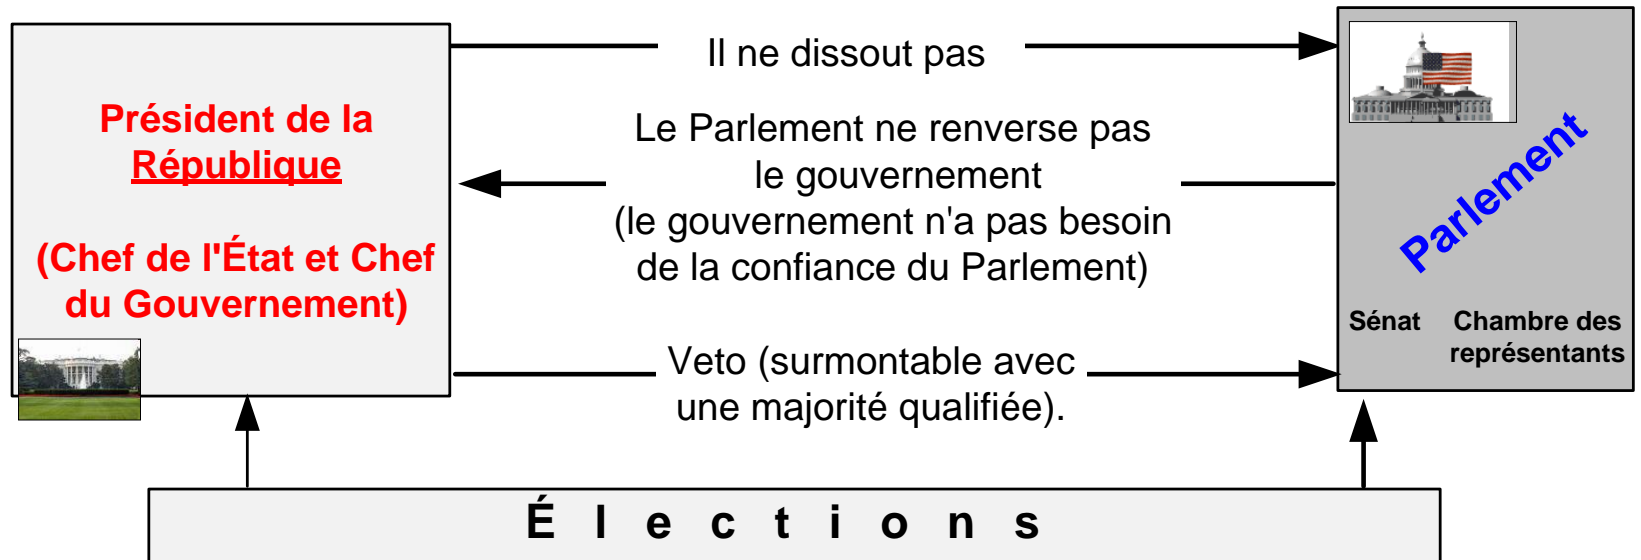 Président de la
République
(Chef de l'État et Chef
du Gouvernement)
Il ne dissout pas
Le Parlement ne renverse pas
le gouvernement
(le gouvernement n'a pas besoin
de la confiance du Parlement)
Veto (surmontable avec
une majorité qualifiée).
Parlement
Sénat
Chambre des
représentants
É l e c t i o n s